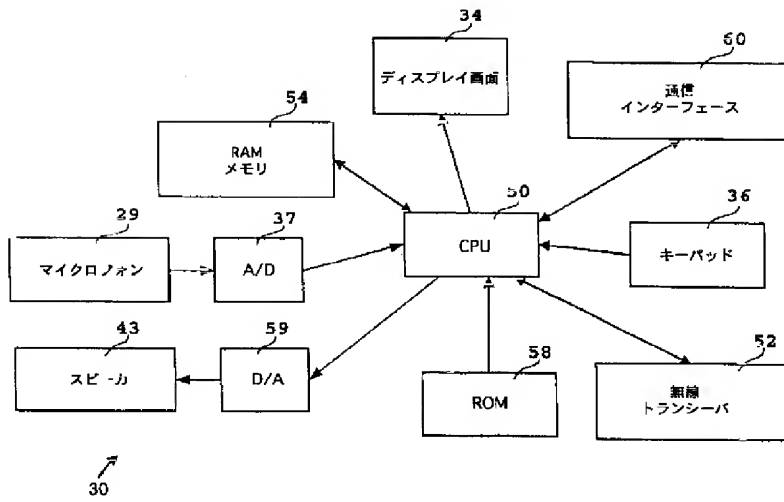 34
ディスプレイ画面
60
通信
インターフェース
54
RAM
メモリ
50
CPU
36
キーパッド
29
マイクロフォン
37
A/D
43
スピーカ
59
D/A
58
ROM
52
無線
トランシーバ
30